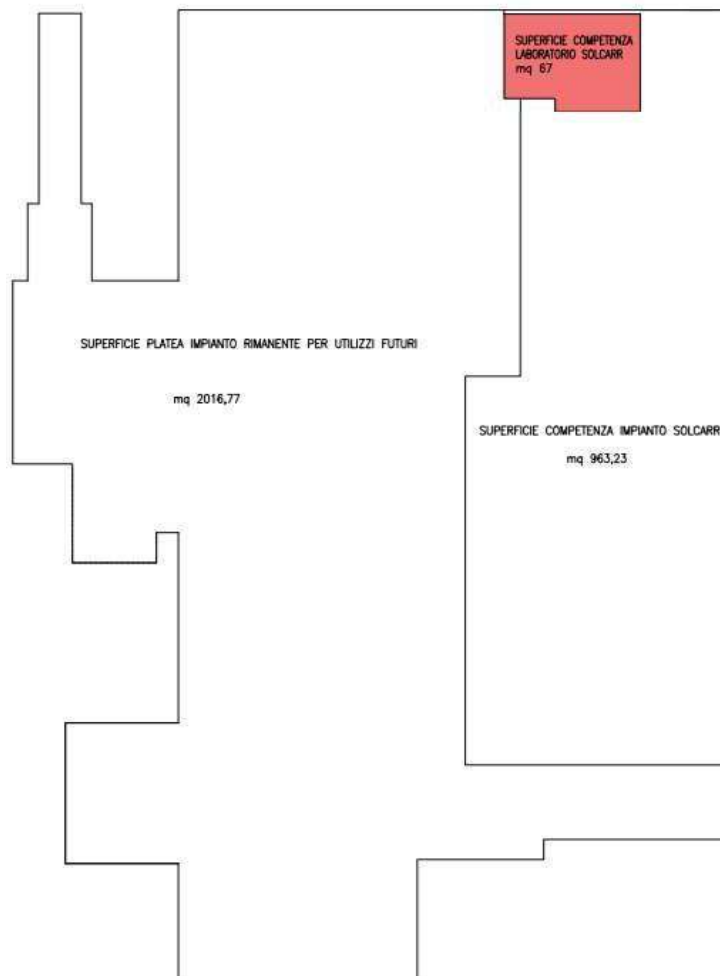 SUPERFICIE COMPETENZA
LABORATORIO SOLCARR
mq 67
SUPERFICIE PLATEA IMPIANTO RIMANENTE PER UTILIZZI FUTURI
mq 2016,77
SUPERFICIE COMPETENZA IMPIANTO SOLCARR
mq 963,23